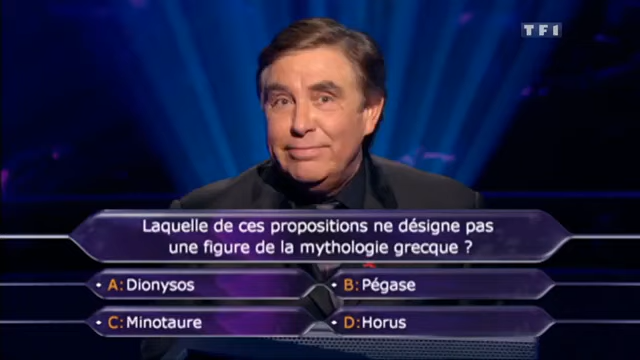 TF1
Laquelle de ces propositions ne désigne pas
une figure de la mythologie grecque ?
A: Dionysos
B: Pégase
C: Minotaure
D: Horus